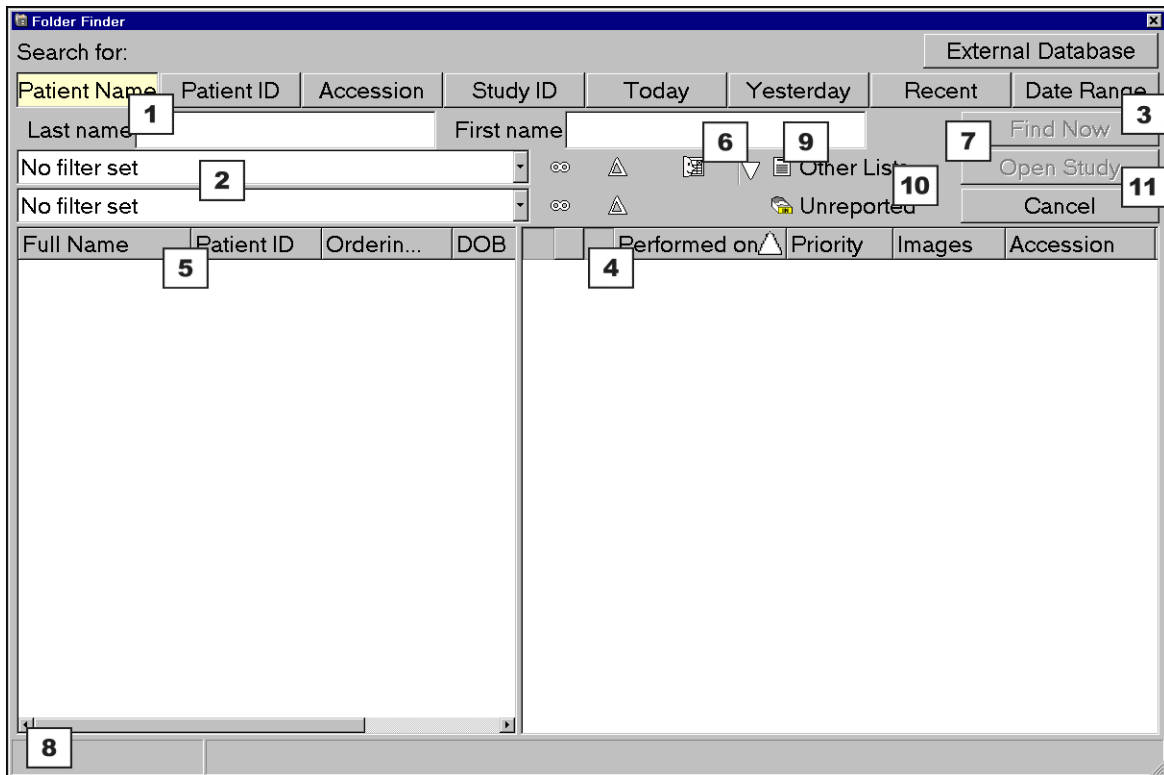 Folder Finder
Search for:
External Database
Patient Name Patient ID Accession Study ID Today Yesterday Recent Date Range
1 3
Last name First name Find Now
6 9 7
No filter set Other Lists Open Study
2 10 11
No filter set IN Unreported Cancel
Full Name Patient ID Orderin... DOB Performed on Priority Images Accession
5 4
8